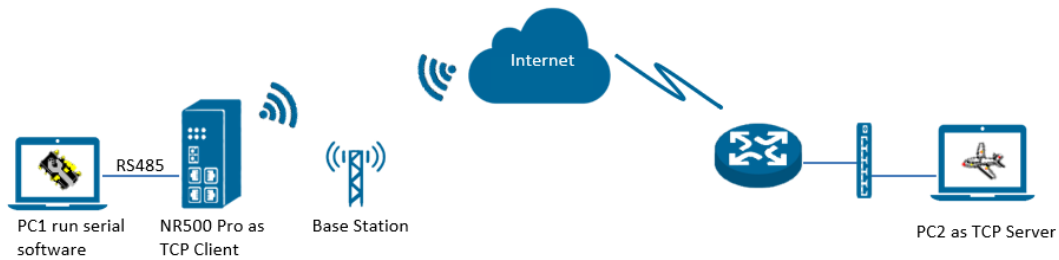 Internet
RS485
PC1 run serial
software
NR500 Pro as
TCP Client
Base Station
PC2 as TCP Server